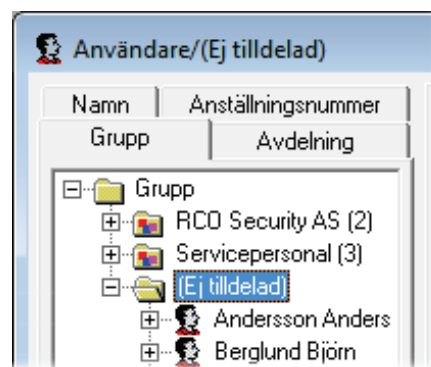 Användare/(Ej tilldelad)
Namn Anställningsnummer
Grupp Avdelning
Grupp
RCO Security AS (2)
Servicepersonal (3)
(Ej tilldelad)
Andersson Anders
Berglund Björn